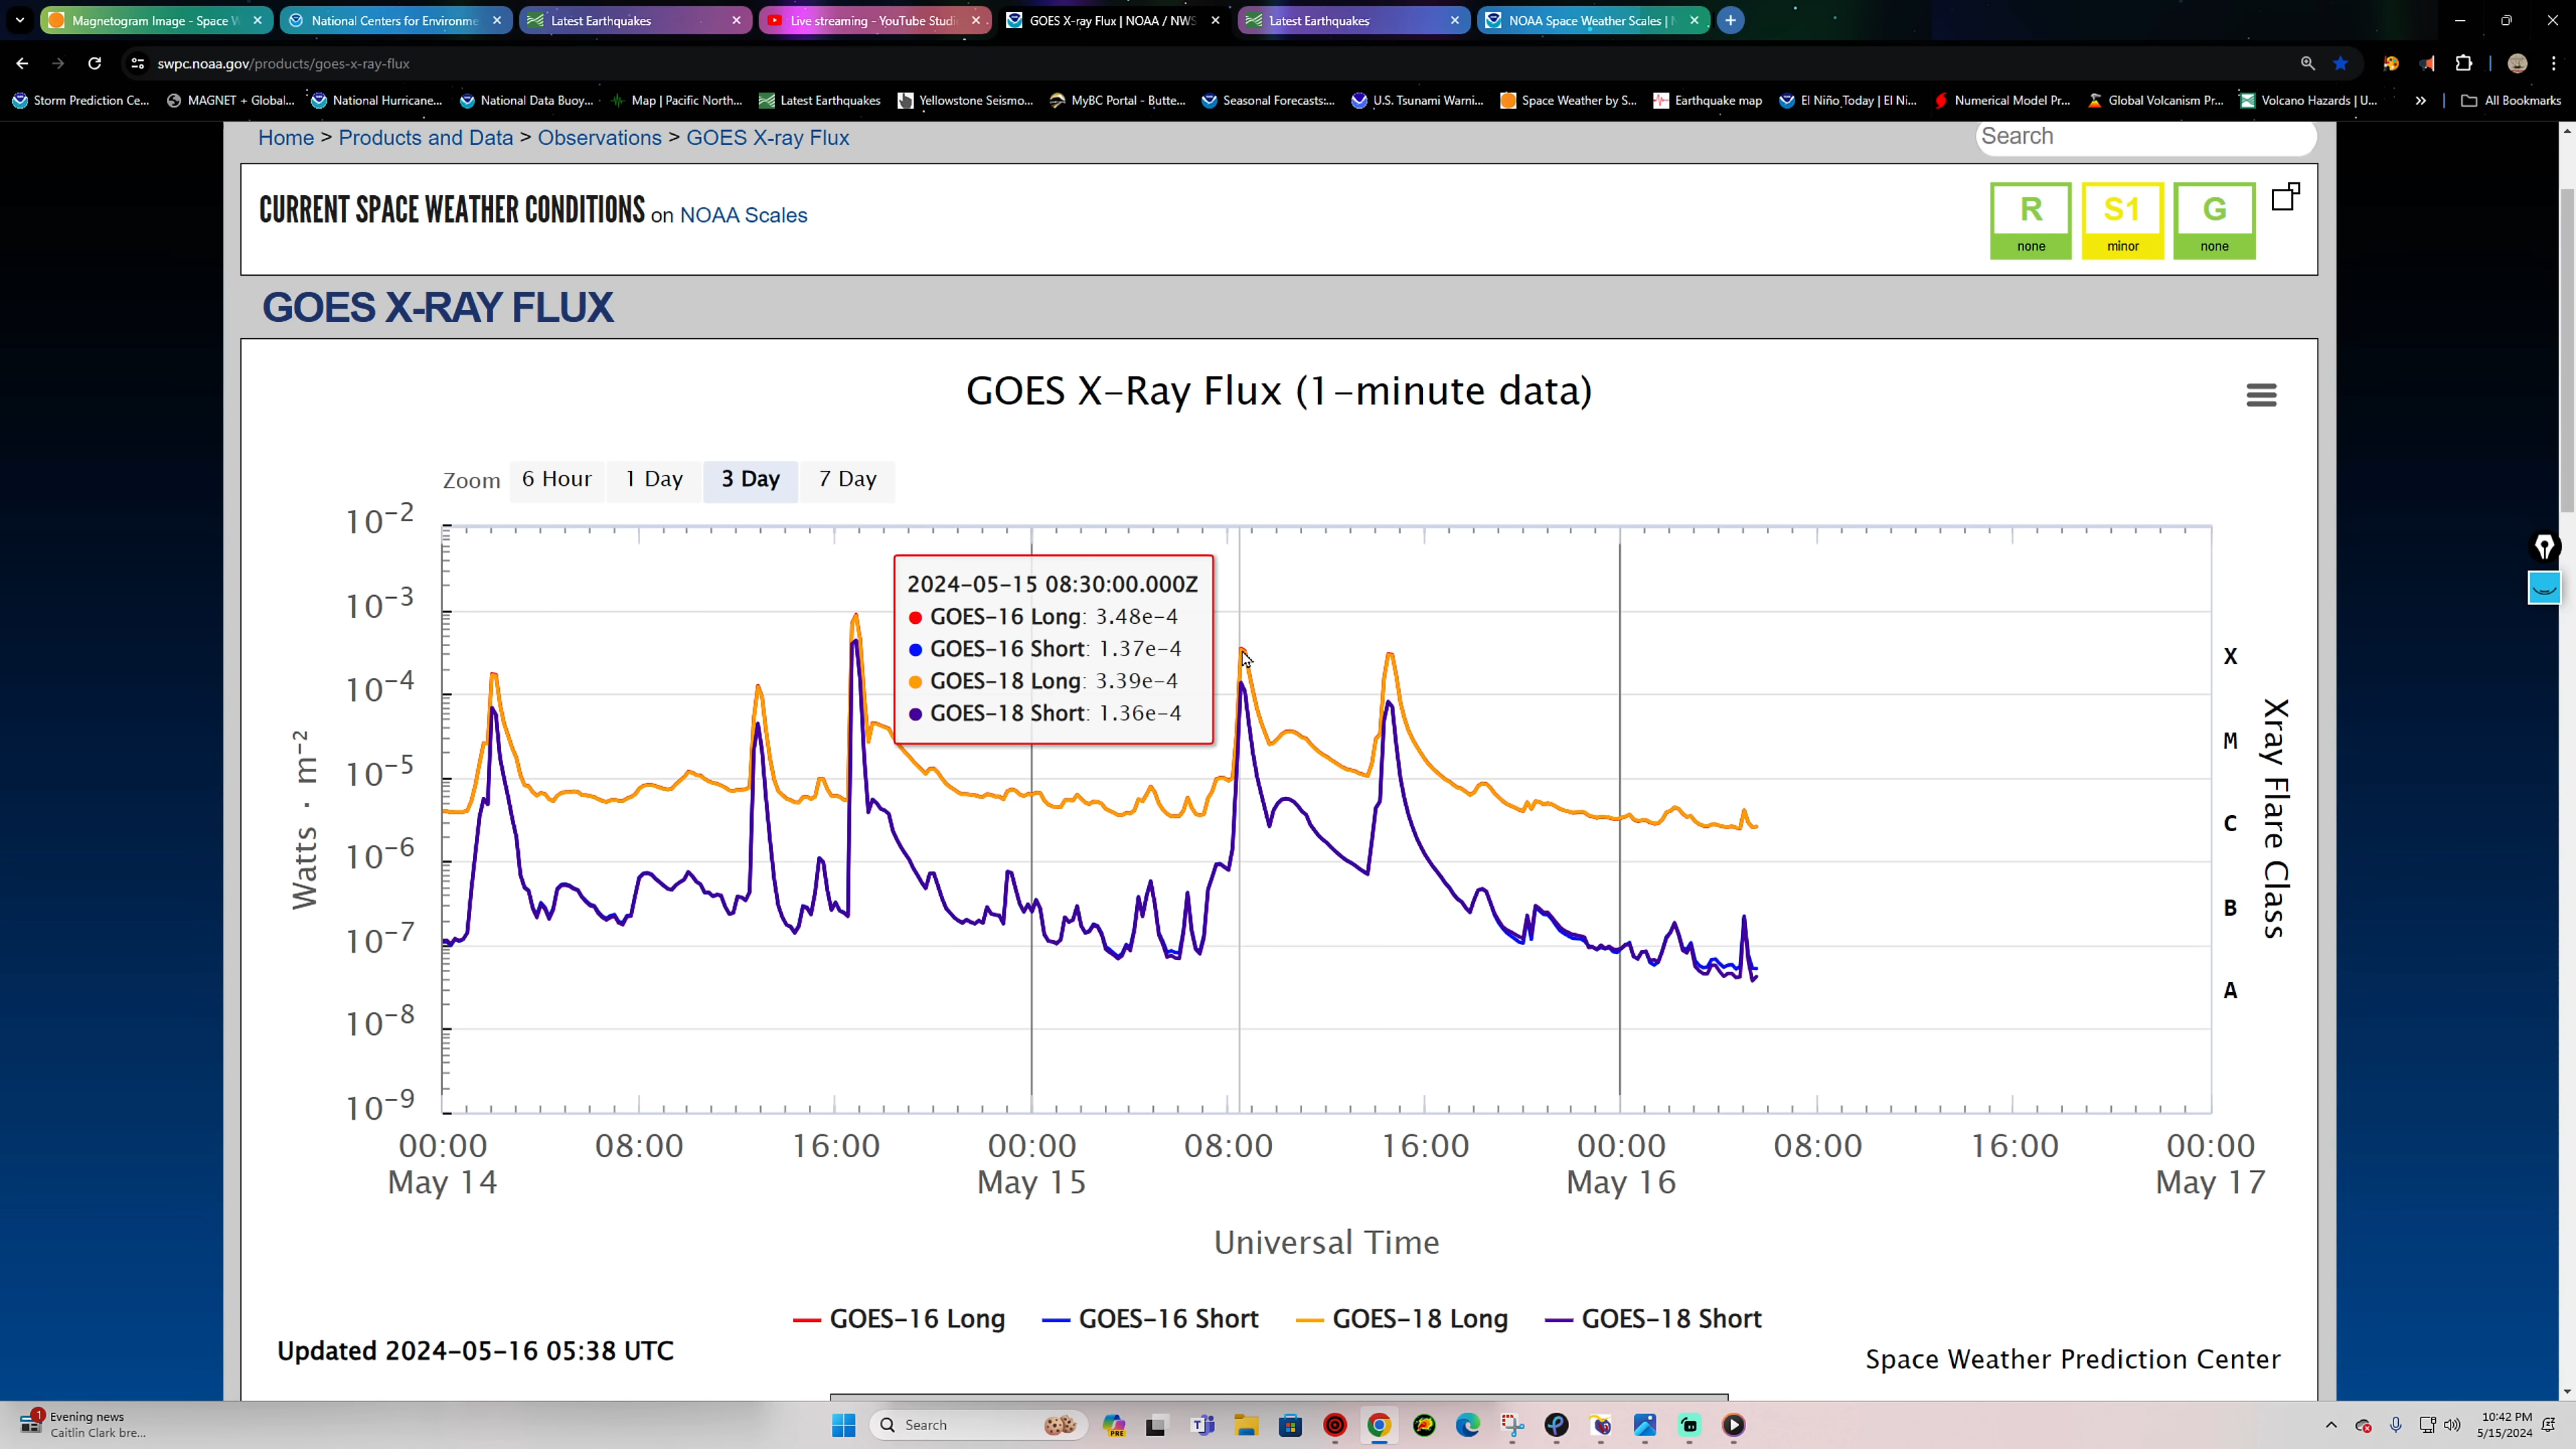 Magnetogram Image - Space W
National Centers for Environme
Latest Earthquakes
Live streaming - YouTube Studi
GOES X-ray Flux | NOAA / NWS
Latest Earthquakes
NOAA Space Weather Scales | N
swpc.noaa.gov/products/goes-x-ray-flux
Storm Prediction Ce...
MAGNET + Global...
National Hurricane...
National Data Buoy...
Map | Pacific North...
Latest Earthquakes
Yellowstone Seismo...
MyBC Portal - Butte...
Seasonal Forecasts:...
U.S. Tsunami Warni...
Space Weather by S...
Earthquake map
El Niño Today | El Ni...
Numerical Model Pr...
Global Volcanism Pr...
Volcano Hazards | U...
» All Bookmarks
Home > Products and Data > Observations > GOES X-ray Flux
Search
CURRENT SPACE WEATHER CONDITIONS on NOAA Scales
R S1 G
none minor none
GOES X-RAY FLUX
GOES X-Ray Flux (1-minute data)
Zoom 6 Hour 1 Day 3 Day 7 Day
10⁻²
10⁻³
10⁻⁴
10⁻⁵
10⁻⁶
10⁻⁷
10⁻⁸
10⁻⁹
Watts · m⁻²
2024-05-15 08:30:00.000Z
GOES-16 Long: 3.48e-4
GOES-16 Short: 1.37e-4
GOES-18 Long: 3.39e-4
GOES-18 Short: 1.36e-4
X
M
C
B
A
Xray Flare Class
00:00 08:00 16:00 00:00 08:00 16:00 00:00 08:00 16:00 00:00
May 14 May 15 May 16 May 17
Universal Time
GOES-16 Long GOES-16 Short GOES-18 Long GOES-18 Short
Updated 2024-05-16 05:38 UTC
Space Weather Prediction Center
1
Evening news
Caitlin Clark bre...
Search
PRE
10:42 PM
5/15/2024